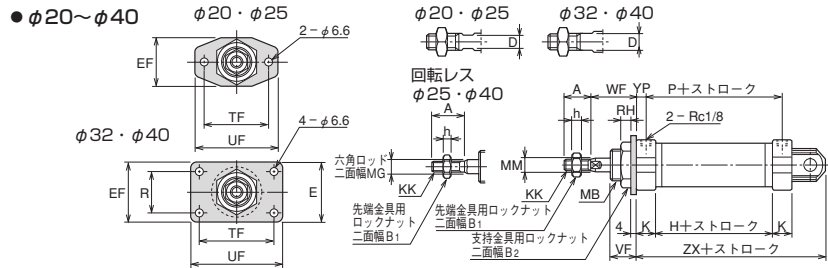 ● φ20～φ40
φ20・φ25
2－φ6.6
EF
TF
UF
φ32・φ40
4－φ6.6
EF
R
E
TF
UF
φ20・φ25
φ32・φ40
D
D
回転レス
φ25・φ40
A
h
六角ロッド
二面幅MG
KK
先端金具用
ロックナット
二面幅B1
A
WF
YP
P＋ストローク
RH
h
2－Rc1/8
MM
KK
MB
先端金具用ロックナット
二面幅B1
支持金具用ロックナット
二面幅B2
4
K
H＋ストローク
K
VF
ZX＋ストローク